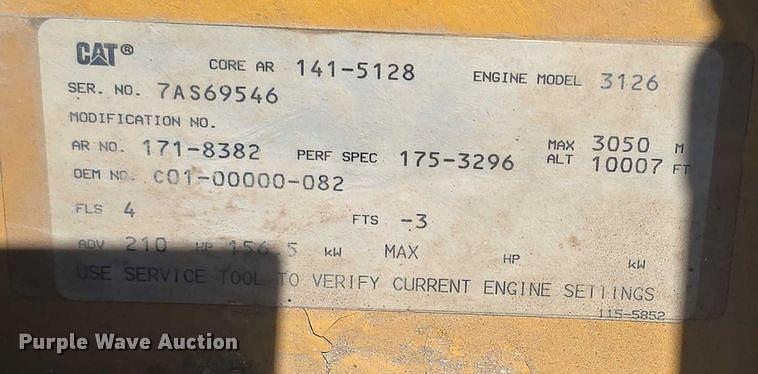 CAT® CORE AR 141-5128 ENGINE MODEL 3126
SER. NO. 7AS69546
MODIFICATION NO.
AR NO. 171-8382 PERF SPEC 175-3296 MAX ALT 3050 M 10007 FT
OEM NO. C01-00000-082
FLS 4 FTS -3
ADV 210 HP 156.5 kW MAX HP kW
USE SERVICE TOOL TO VERIFY CURRENT ENGINE SETTINGS
115-5852
Purple Wave Auction